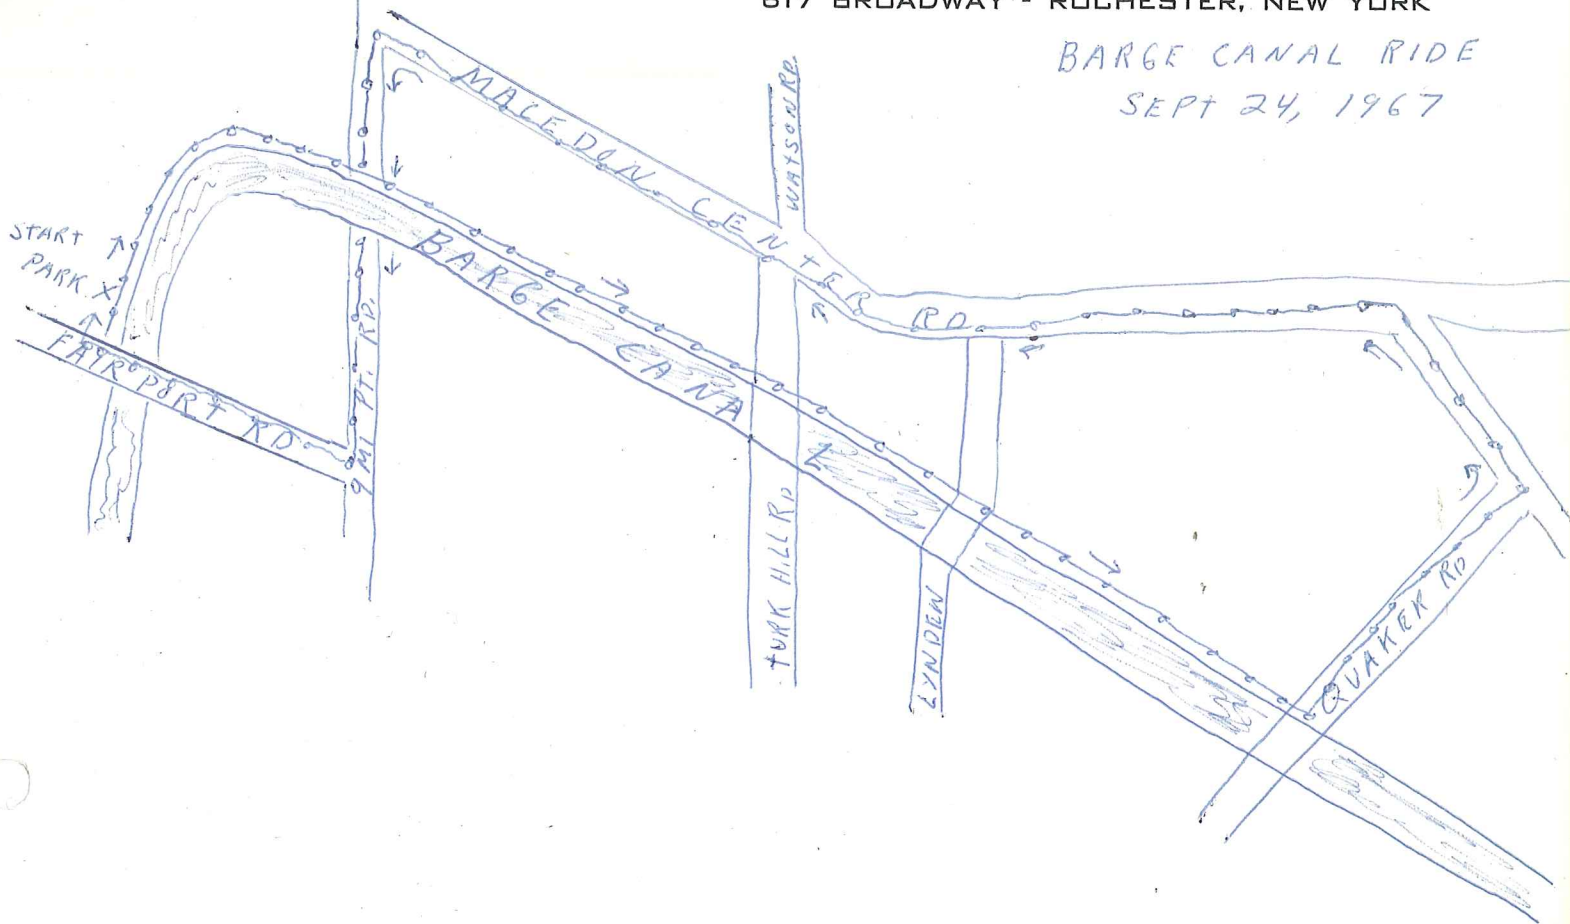 617 BROADWAY - ROCHESTER, NEW YORK
BARGE CANAL RIDE
SEPT 24, 1967
MACEDON CENTER RD
WATSON RD.
START
PARK X
BARGE CANAL
FAIRPORT RD
9 MI PT. RD.
TURK HILL RD
LYNDEN
QUAKER RD